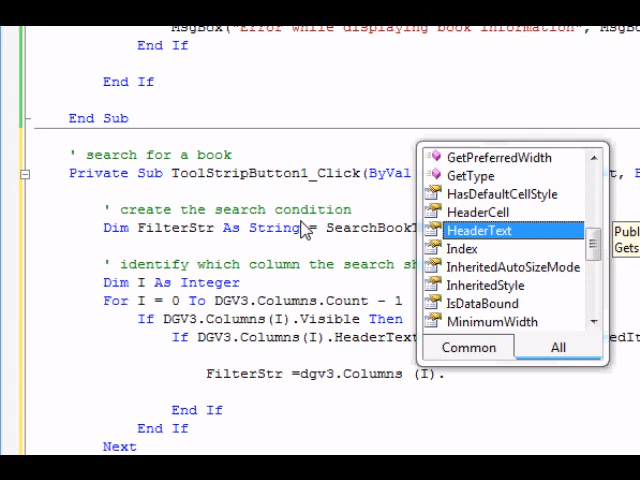 MsgBox("Error while displaying book information", MsgBo
End If
End If
End Sub
' search for a book
Private Sub ToolStripButton1_Click(ByVal
' create the search condition
Dim FilterStr As String = SearchBookT
' identify which column the search sh
Dim I As Integer
For I = 0 To DGV3.Columns.Count - 1
If DGV3.Columns(I).Visible Then
If DGV3.Columns(I).HeaderText
FilterStr =dgv3.Columns (I).
End If
End If
Next
GetPreferredWidth
GetType
HasDefaultCellStyle
HeaderCell
HeaderText
Index
InheritedAutoSizeMode
InheritedStyle
IsDataBound
MinimumWidth
Common All
Publ
Gets